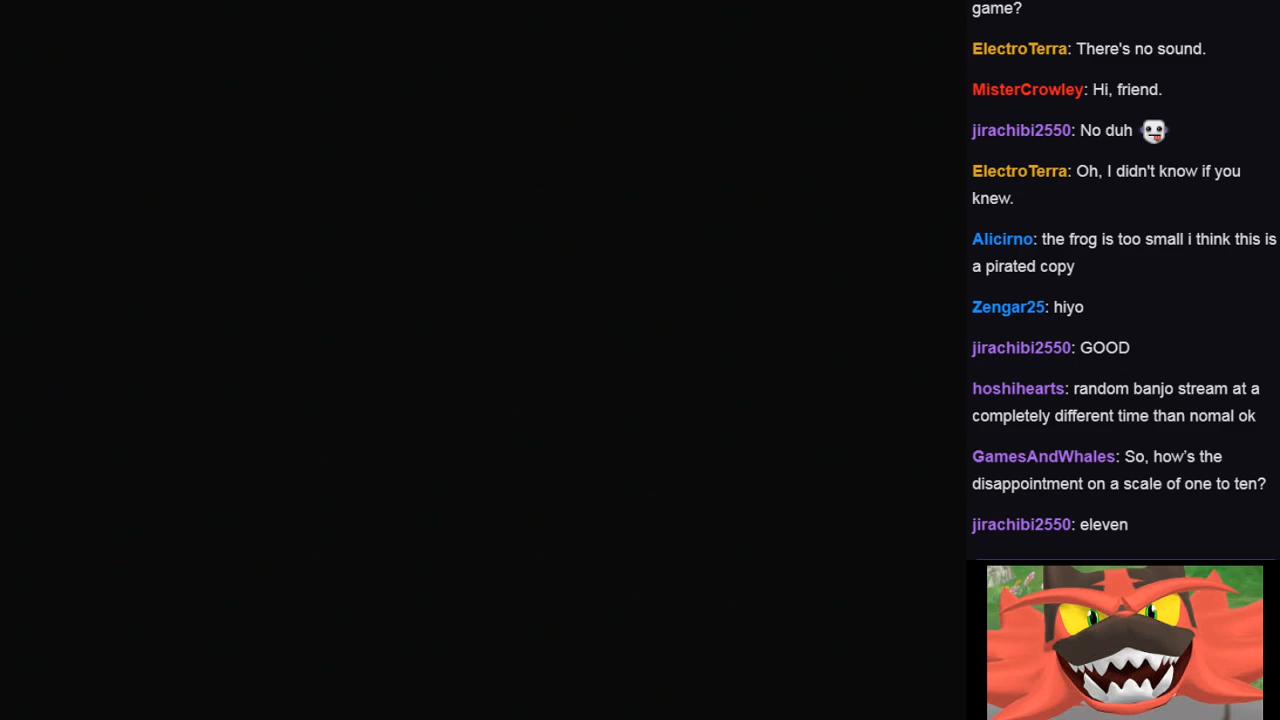 game?
ElectroTerra: There's no sound.
MisterCrowley: Hi, friend.
jirachibi2550: No duh
ElectroTerra: Oh, I didn't know if you
knew.
Alicirno: the frog is too small i think this is
a pirated copy
Zengar25: hiyo
jirachibi2550: GOOD
hoshihearts: random banjo stream at a
completely different time than nomal ok
GamesAndWhales: So, how's the
disappointment on a scale of one to ten?
jirachibi2550: eleven